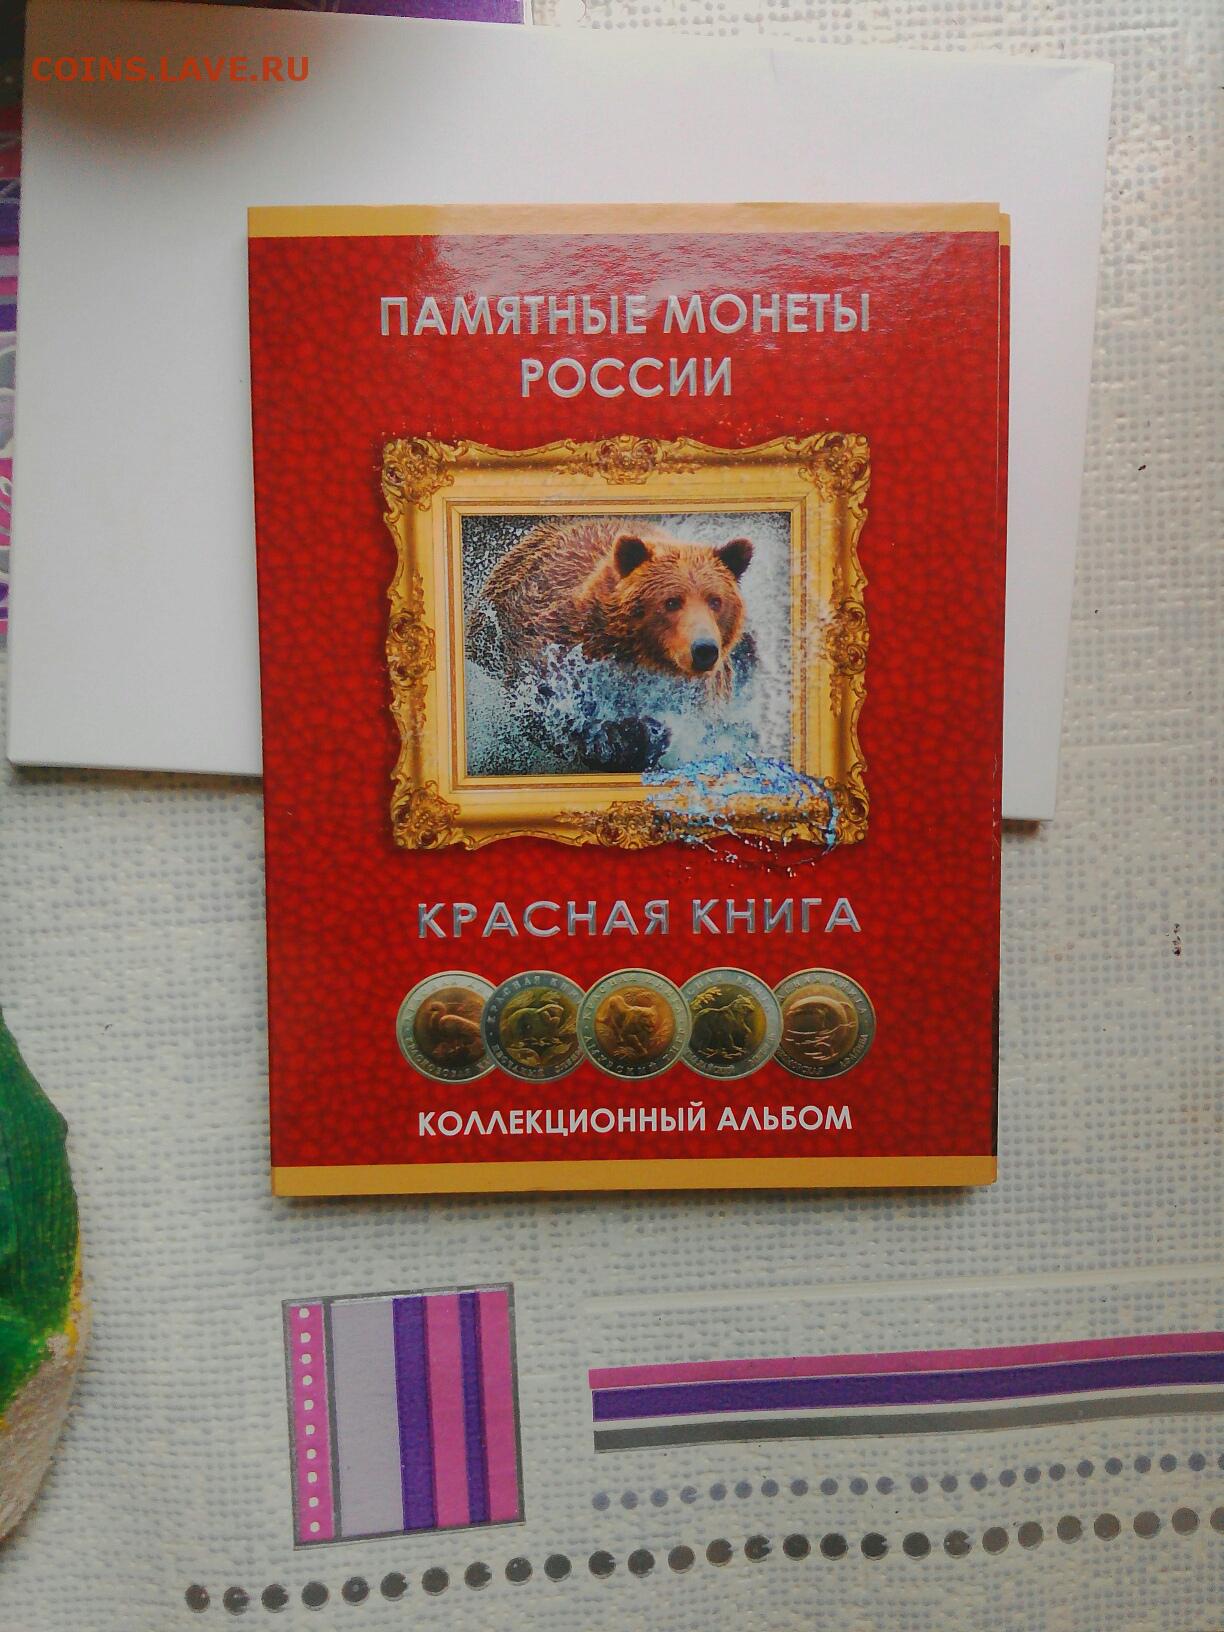 COINS.LAVE.RU
ПАМЯТНЫЕ МОНЕТЫ
РОССИИ
КРАСНАЯ КНИГА
КОЛЛЕКЦИОННЫЙ АЛЬБОМ